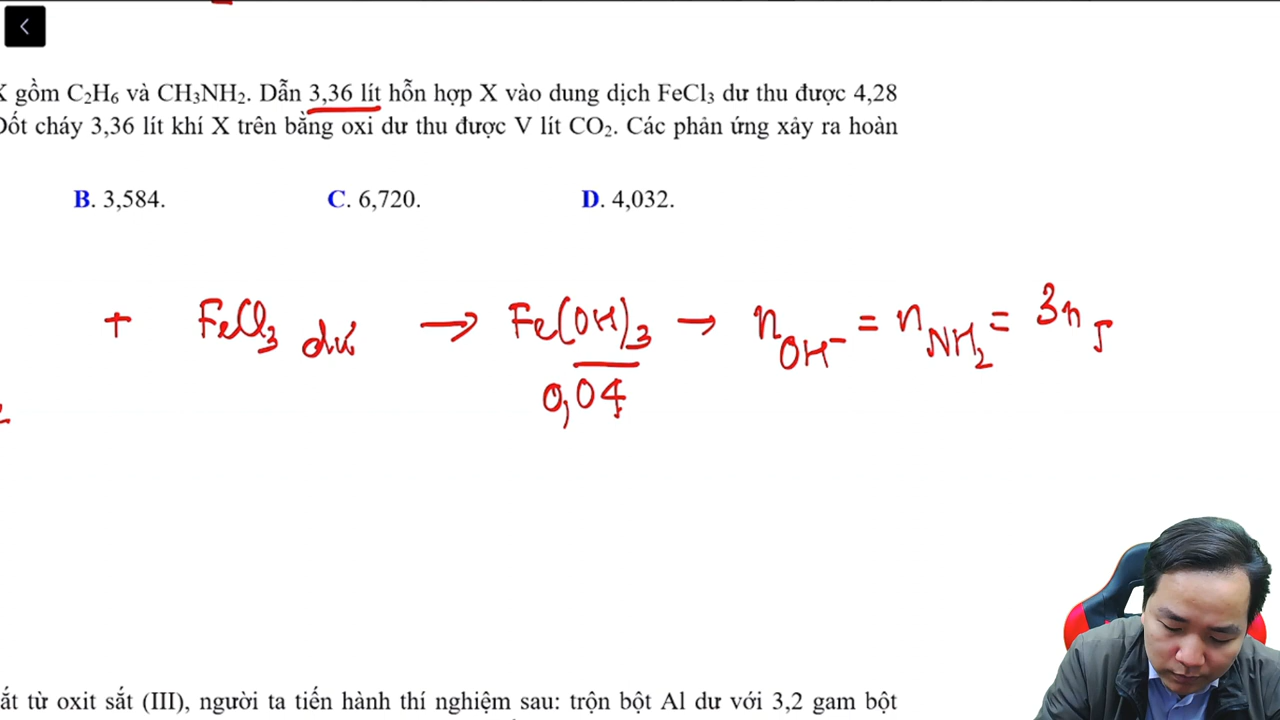 X gồm C₂H₆ và CH₃NH₂. Dẫn 3,36 lít hỗn hợp X vào dung dịch FeCl₃ dư thu được 4,28
Đốt cháy 3,36 lít khí X trên bằng oxi dư thu được V lít CO₂. Các phản ứng xảy ra hoàn
B. 3,584. C. 6,720. D. 4,032.
+ FeCl₃ dư → Fe(OH)₃ → n OH⁻ = n NH₂ = 3n
0,04
ắt từ oxit sắt (III), người ta tiến hành thí nghiệm sau: trộn bột Al dư với 3,2 gam bột